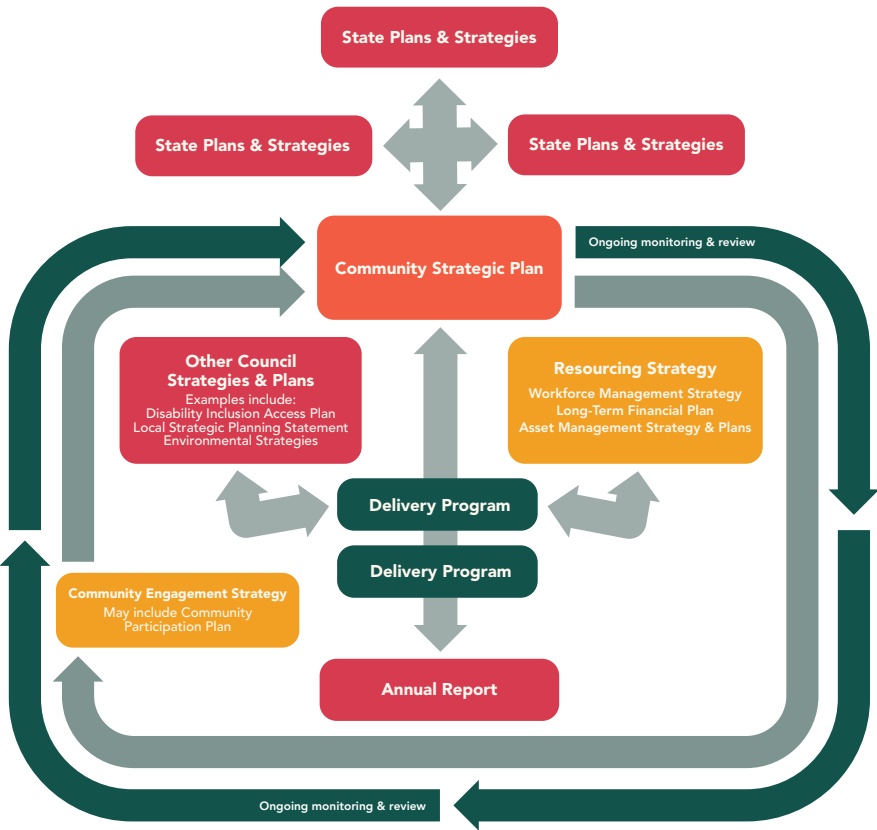 State Plans & Strategies
State Plans & Strategies
State Plans & Strategies
Community Strategic Plan
Ongoing monitoring & review
Other Council
Strategies & Plans
Examples include:
Disability Inclusion Access Plan
Local Strategic Planning Statement
Environmental Strategies
Resourcing Strategy
Workforce Management Strategy
Long-Term Financial Plan
Asset Management Strategy & Plans
Delivery Program
Delivery Program
Community Engagement Strategy
May include Community
Participation Plan
Annual Report
Ongoing monitoring & review